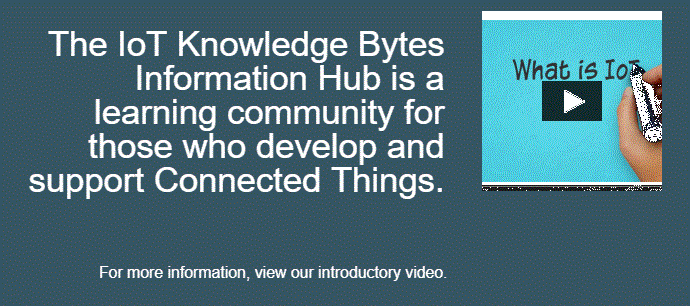 The IoT Knowledge Bytes
Information Hub is a
learning community for
those who develop and
support Connected Things.
What is IoT
For more information, view our introductory video.